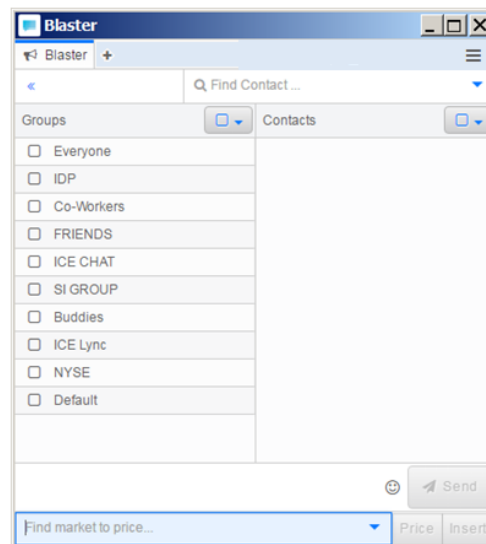 Blaster
Blaster +
« Find Contact ...
Groups Contacts
Everyone
IDP
Co-Workers
FRIENDS
ICE CHAT
SI GROUP
Buddies
ICE Lync
NYSE
Default
Send
Find market to price... Price Insert